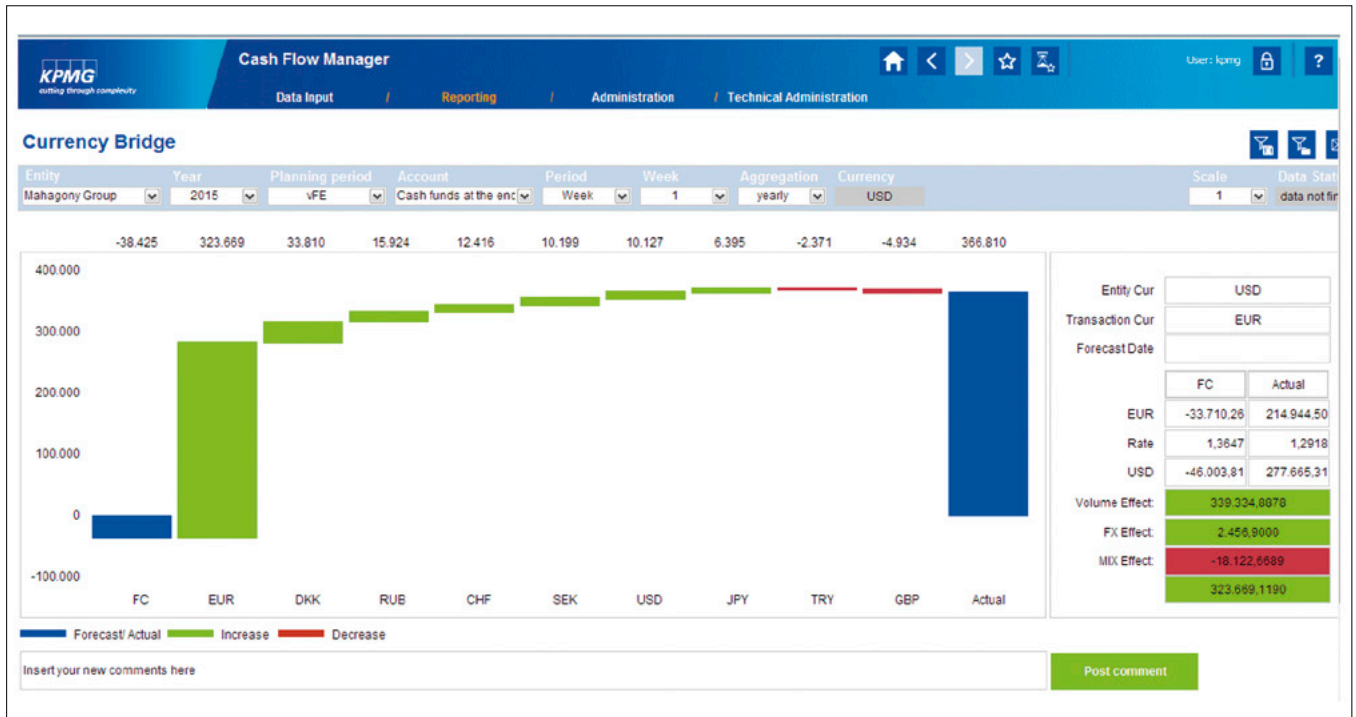 KPMG
cutting through complexity
Cash Flow Manager
User: kpmg ?
Data Input / Reporting / Administration / Technical Administration
Currency Bridge
Entity Year Planning period Account Period Week Aggregation Currency Scale Data Stat
Mahagony Group 2015 vFE Cash funds at the enc Week 1 yearly USD 1 data not fin
-38.425 323.669 33.810 15.924 12.416 10.199 10.127 6.395 -2.371 -4.934 366.810
400.000
300.000
200.000
100.000
0
-100.000
FC EUR DKK RUB CHF SEK USD JPY TRY GBP Actual
Forecast/ Actual Increase Decrease
Entity Cur USD
Transaction Cur EUR
Forecast Date
FC Actual
EUR -33.710,26 214.944,50
Rate 1,3647 1,2918
USD -46.003,81 277.665,31
Volume Effect: 339.334,8878
FX Effect: 2.456,9000
MIX Effect: -18.122,6689
323.669,1190
Insert your new comments here
Post comment